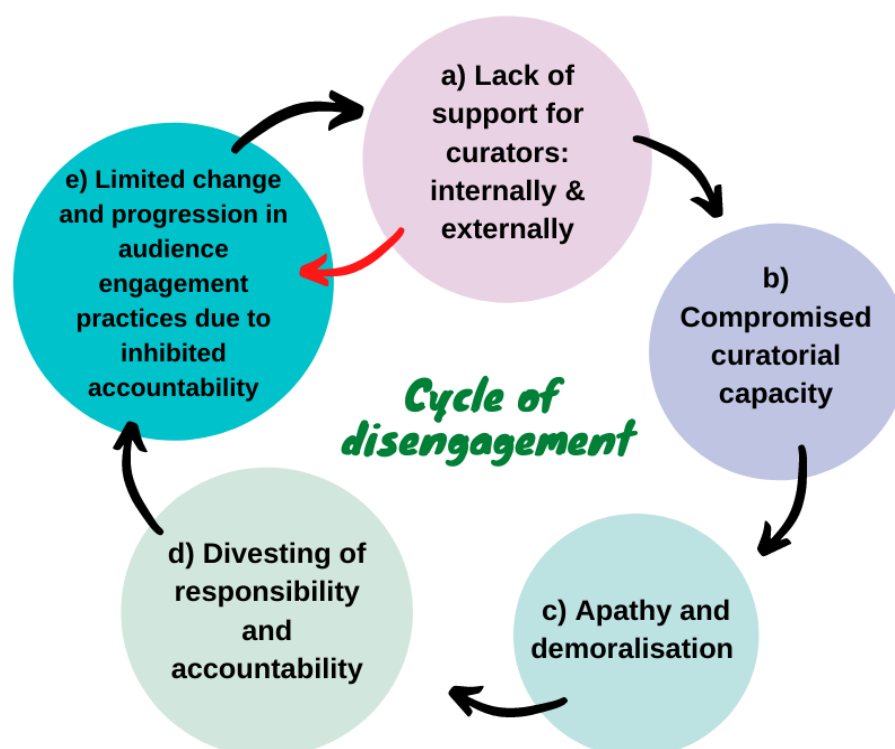 a) Lack of
support for
curators:
internally &
externally
b)
Compromised
curatorial
capacity
c) Apathy and
demoralisation
d) Divesting of
responsibility
and
accountability
e) Limited change
and progression in
audience
engagement
practices due to
inhibited
accountability
Cycle of
disengagement